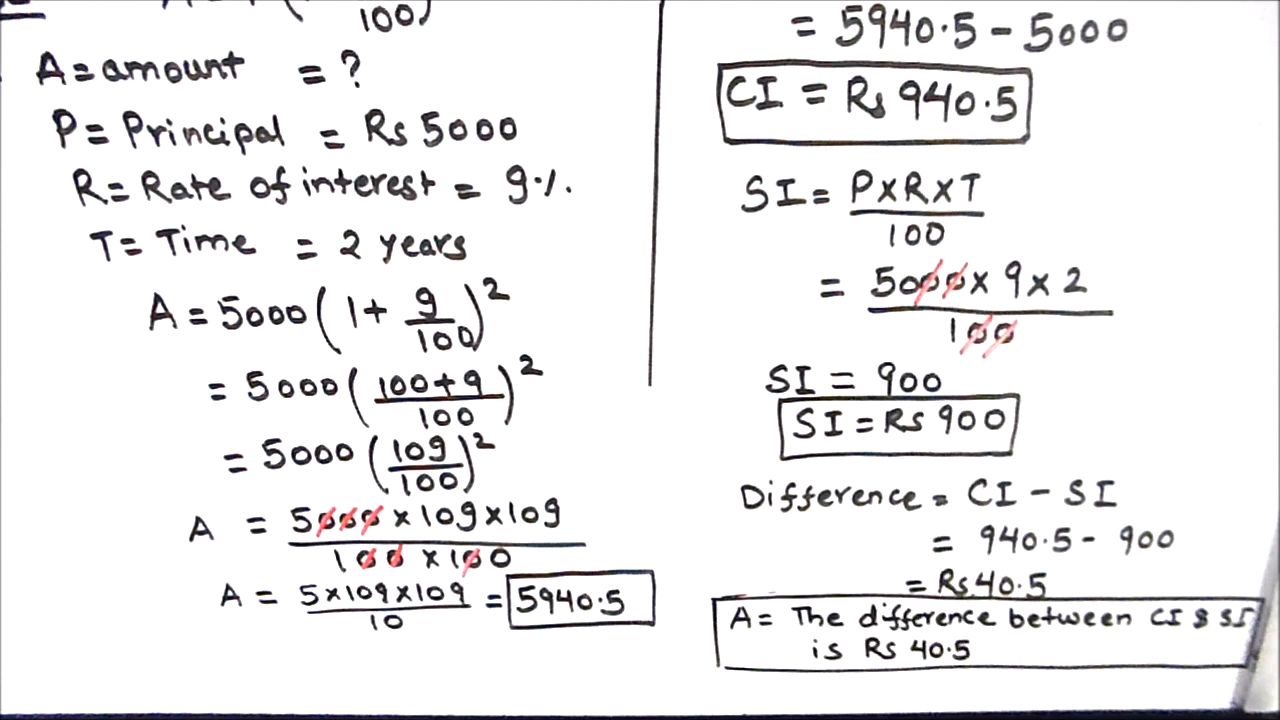 100)
A = amount = ?
P = Principal = Rs 5000
R = Rate of interest = 9%.
T = Time = 2 years
A = 5000 (1 + 9/100)²
= 5000 (100+9/100)²
= 5000 (109/100)²
A = 5000 × 109 × 109
100 × 100
A = 5×109×109/10 = 5940.5
= 5940.5 - 5000
CI = Rs 940.5
SI = P×R×T
100
= 5000 × 9 × 2
100
SI = 900
SI = Rs 900
Difference = CI - SI
= 940.5 - 900
= Rs. 40.5
A = The difference between CI & SI
is Rs 40.5